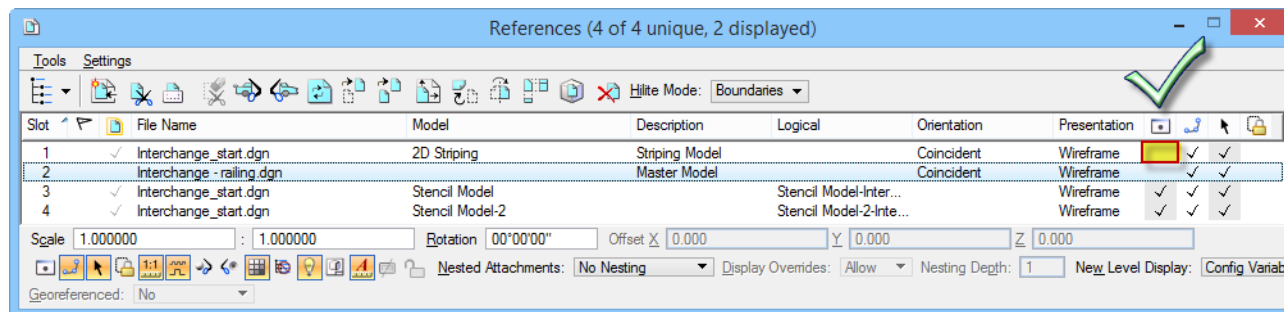 References (4 of 4 unique, 2 displayed)
Tools Settings
Hilite Mode: Boundaries
Slot File Name Model Description Logical Orientation Presentation
1 Interchange_start.dgn 2D Striping Striping Model Coincident Wireframe
2 Interchange - railing.dgn Master Model Coincident Wireframe
3 Interchange_start.dgn Stencil Model Stencil Model-Inter... Wireframe
4 Interchange_start.dgn Stencil Model-2 Stencil Model-2-Inte... Wireframe
Scale 1.000000 : 1.000000 Rotation 00°00'00" Offset X 0.000 Y 0.000 Z 0.000
1:1 A Nested Attachments: No Nesting Display Overrides: Allow Nesting Depth: 1 New Level Display: Config Variab
Georeferenced: No